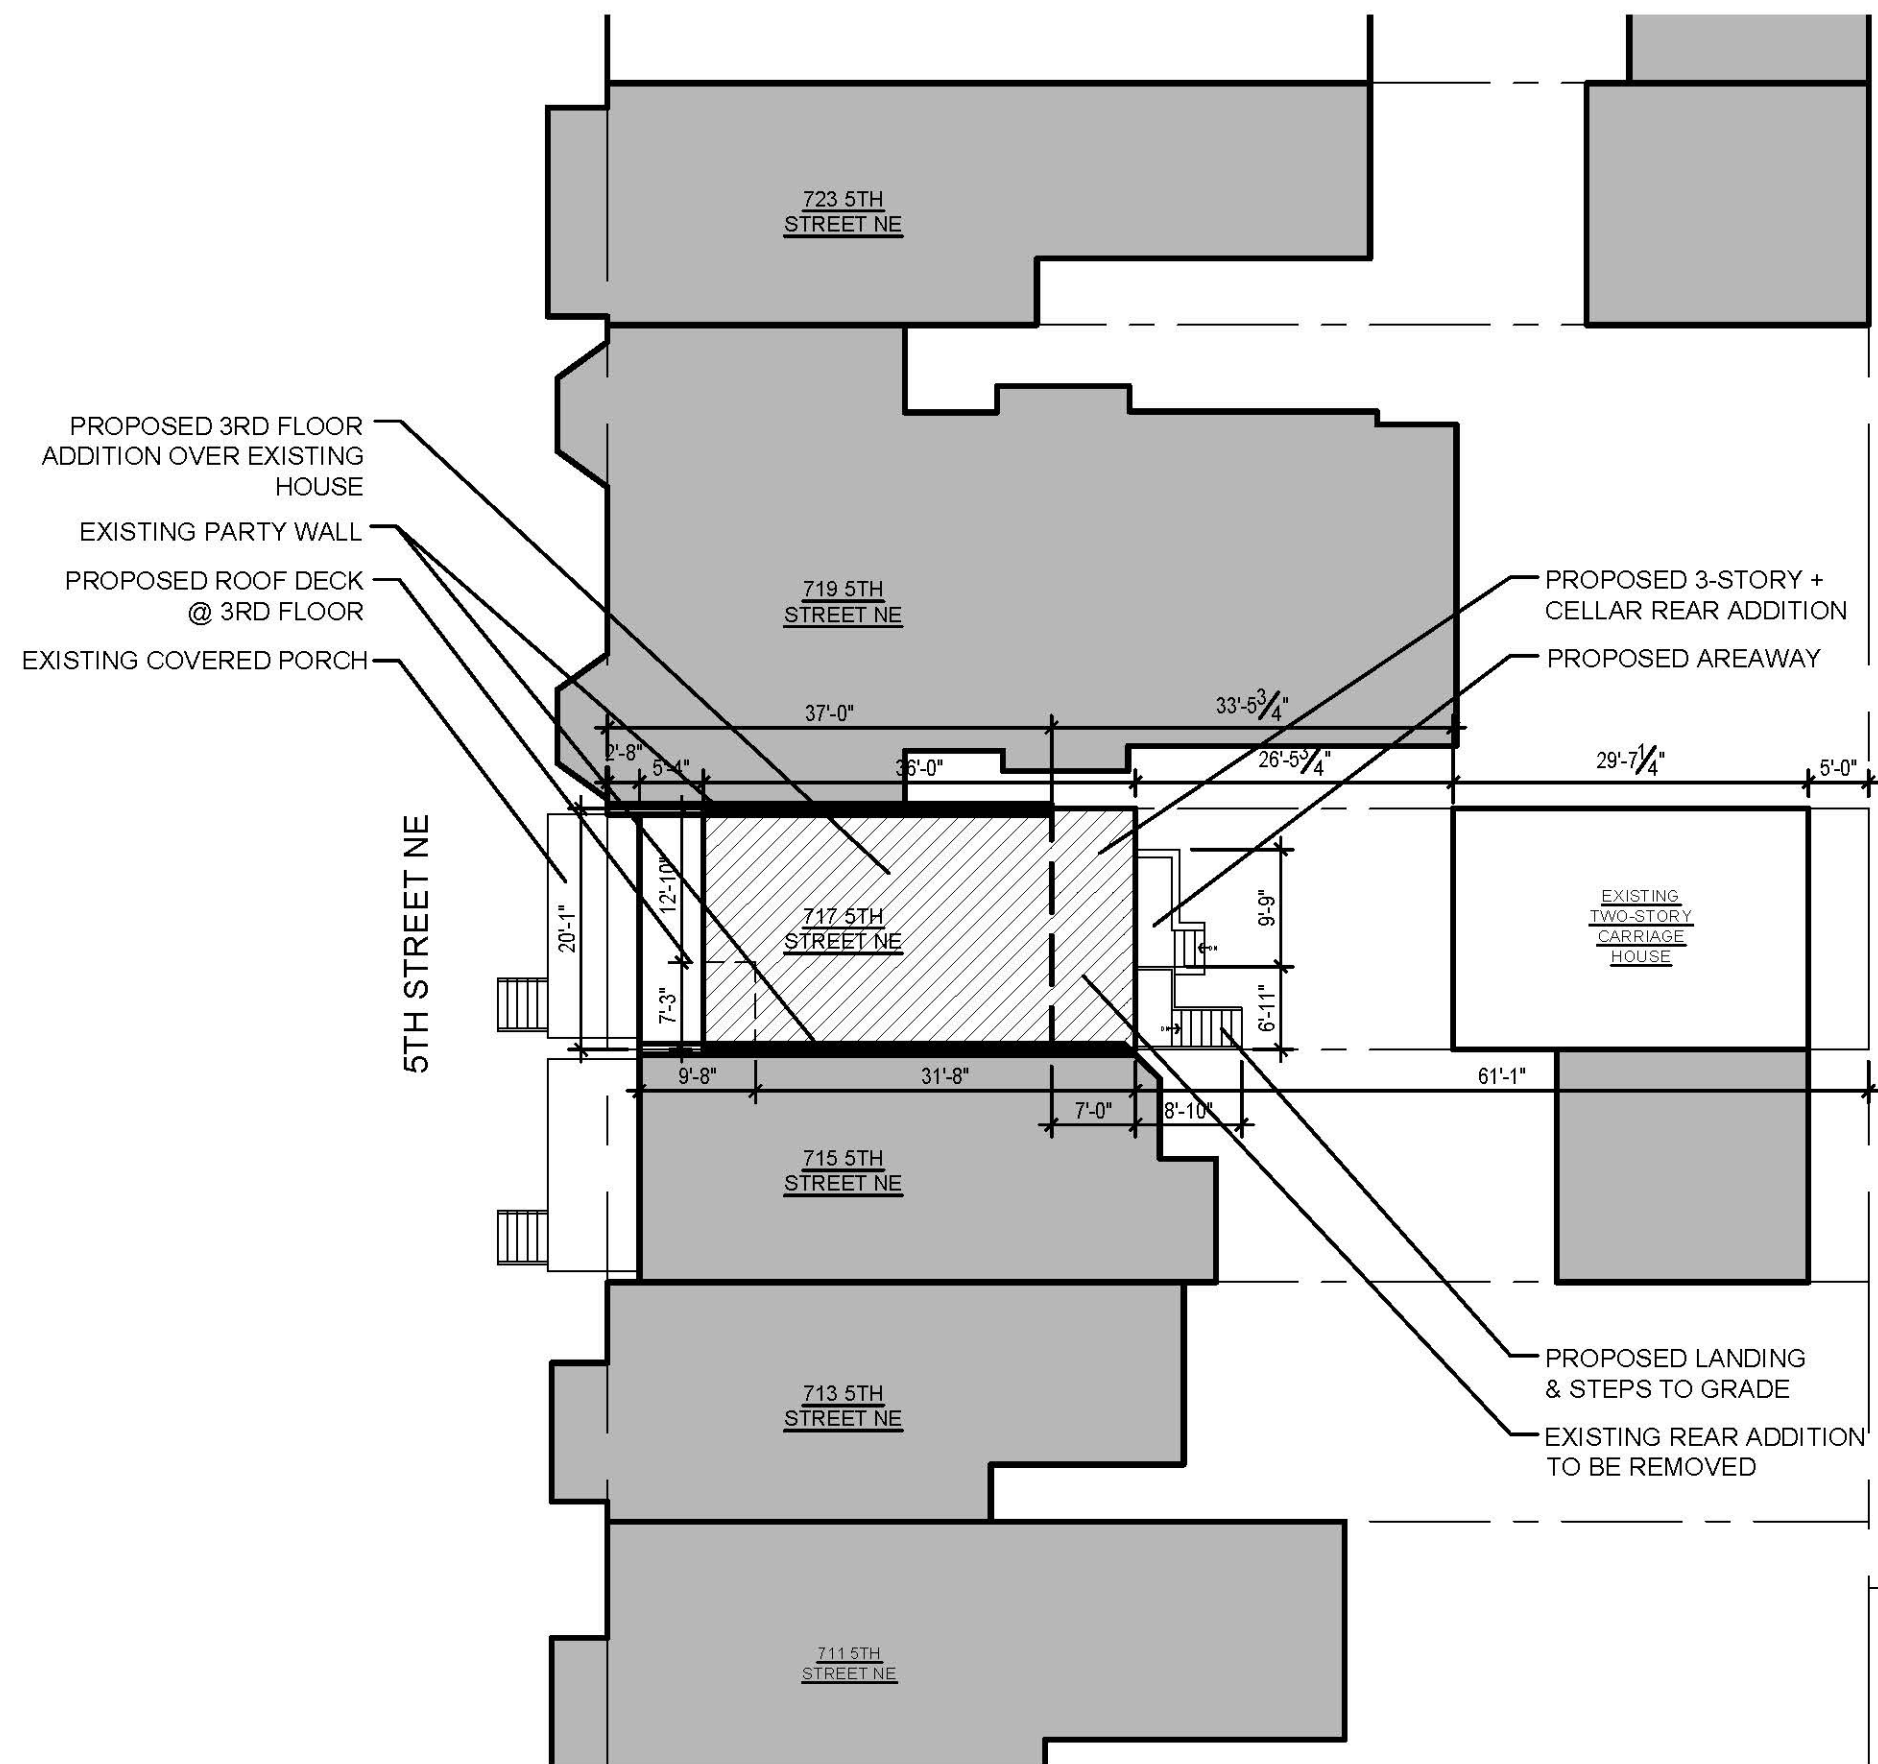 723 5TH
STREET NE
PROPOSED 3RD FLOOR
ADDITION OVER EXISTING
HOUSE
EXISTING PARTY WALL
PROPOSED ROOF DECK
@ 3RD FLOOR
EXISTING COVERED PORCH
719 5TH
STREET NE
PROPOSED 3-STORY +
CELLAR REAR ADDITION
PROPOSED AREAWAY
37'-0"
33'-5 3/4"
2'-8"
5'-4"
36'-0"
26'-5 3/4"
29'-7 1/4"
5'-0"
5TH STREET NE
20'-1"
12'-10"
7'-3"
717 5TH
STREET NE
9'-9"
6'-11"
DN
DN
EXISTING
TWO-STORY
CARRIAGE
HOUSE
9'-8"
31'-8"
61'-1"
7'-0"
8'-10"
715 5TH
STREET NE
PROPOSED LANDING
& STEPS TO GRADE
EXISTING REAR ADDITION
TO BE REMOVED
713 5TH
STREET NE
711 5TH
STREET NE